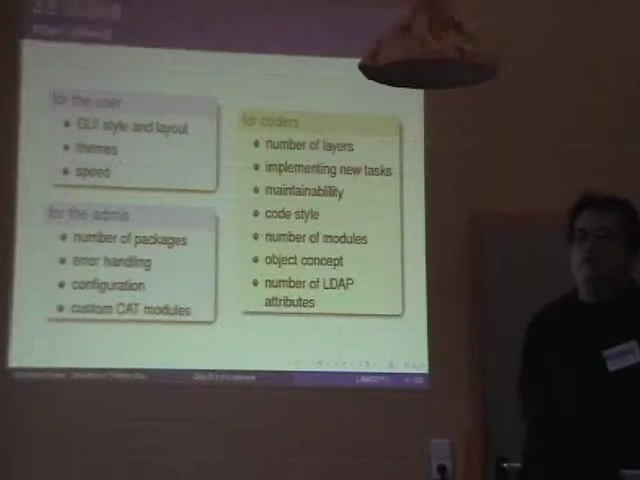 for the user
GUI style and layout
themes
speed
for the admin
number of packages
error handling
configuration
custom CAT modules
for coders
number of layers
implementing new tasks
maintainability
code style
number of modules
object concept
number of LDAP
attributes